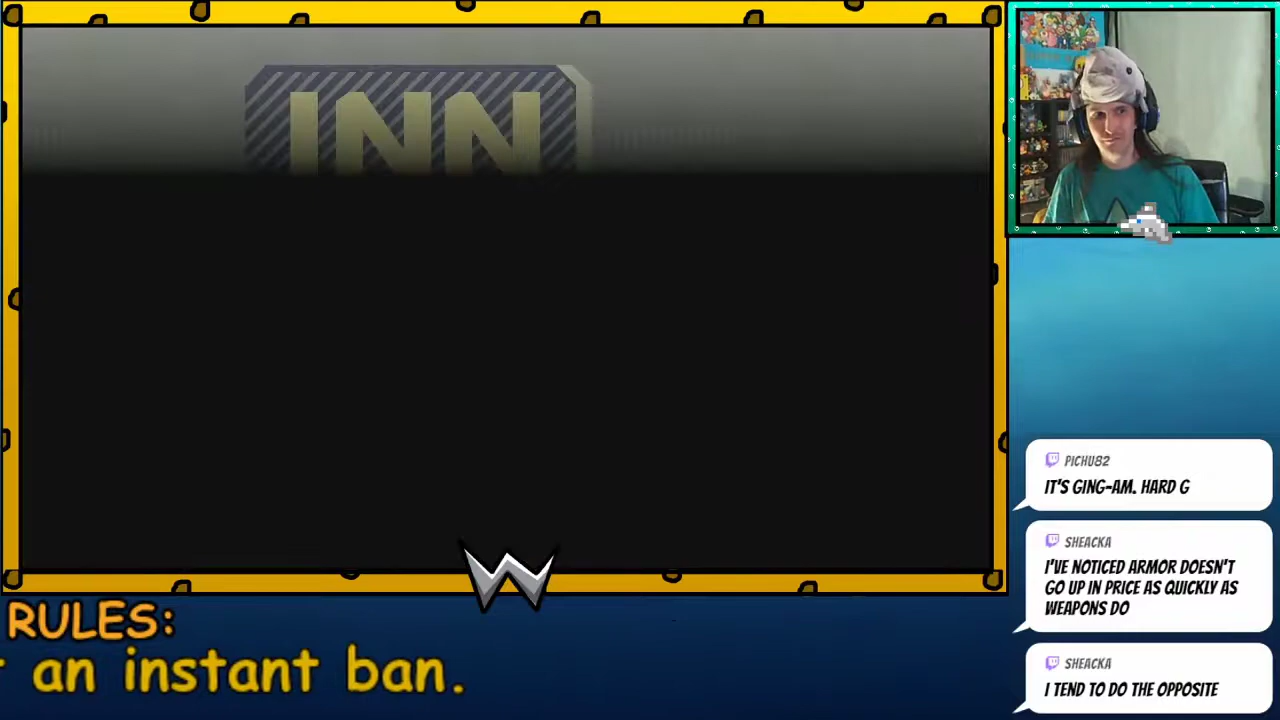 INN
PICHU82
IT'S GING-AM. HARD G
SHEACKA
I'VE NOTICED ARMOR DOESN'T
GO UP IN PRICE AS QUICKLY AS
WEAPONS DO
SHEACKA
I TEND TO DO THE OPPOSITE
W
RULES:
an instant ban.